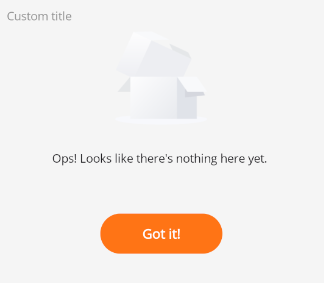 Custom title
Ops! Looks like there's nothing here yet.
Got it!